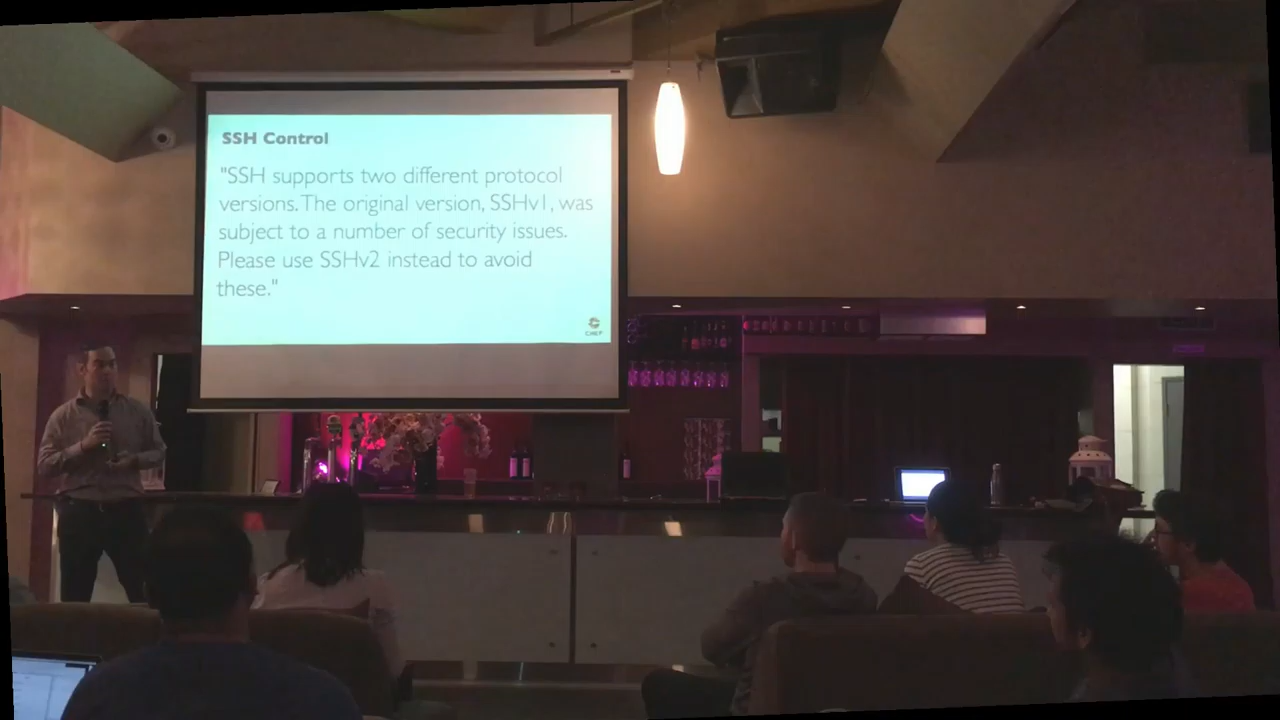 SSH Control
"SSH supports two different protocol
versions. The original version, SSHv1, was
subject to a number of security issues.
Please use SSHv2 instead to avoid
these."
CHEF